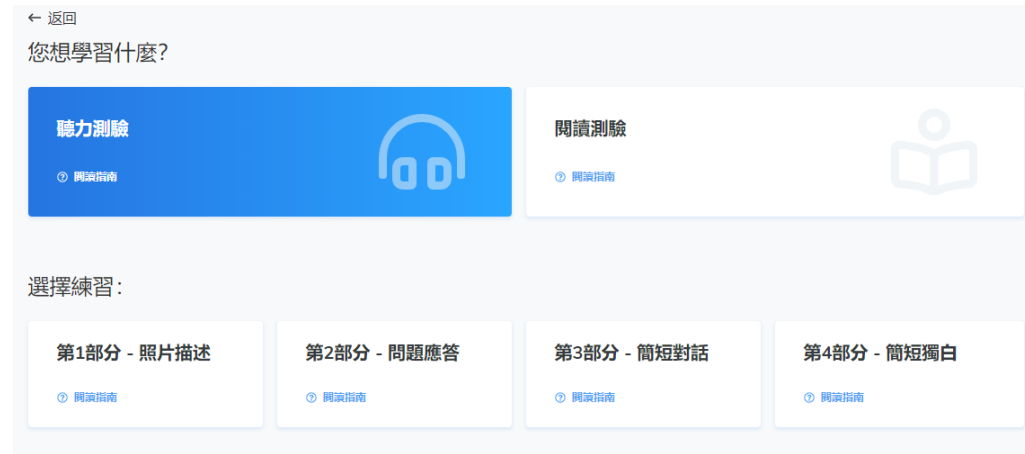 ← 返回
您想學習什麼？
聽力測驗
閱讀測驗
閱讀指南
閱讀指南
選擇練習：
第1部分 - 照片描述
第2部分 - 問題應答
第3部分 - 簡短對話
第4部分 - 簡短獨白
閱讀指南
閱讀指南
閱讀指南
閱讀指南